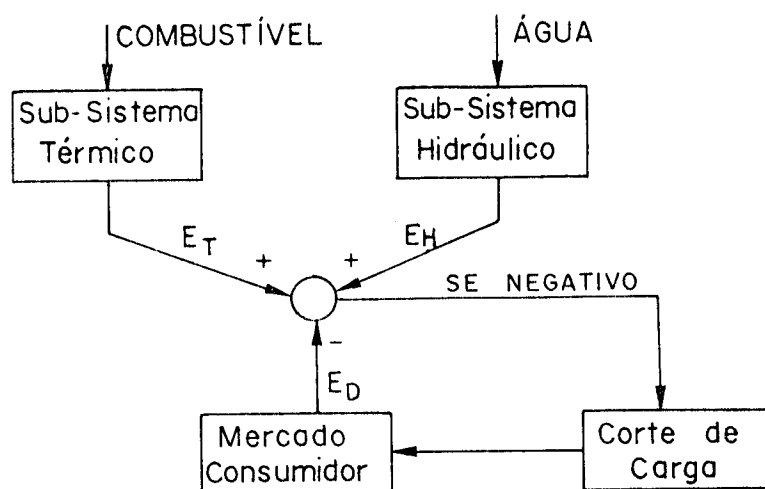 COMBUSTÍVEL
ÁGUA
Sub-Sistema
Térmico
Sub-Sistema
Hidráulico
E_T
+
+
E_H
SE NEGATIVO
-
E_D
Mercado
Consumidor
Corte de
Carga